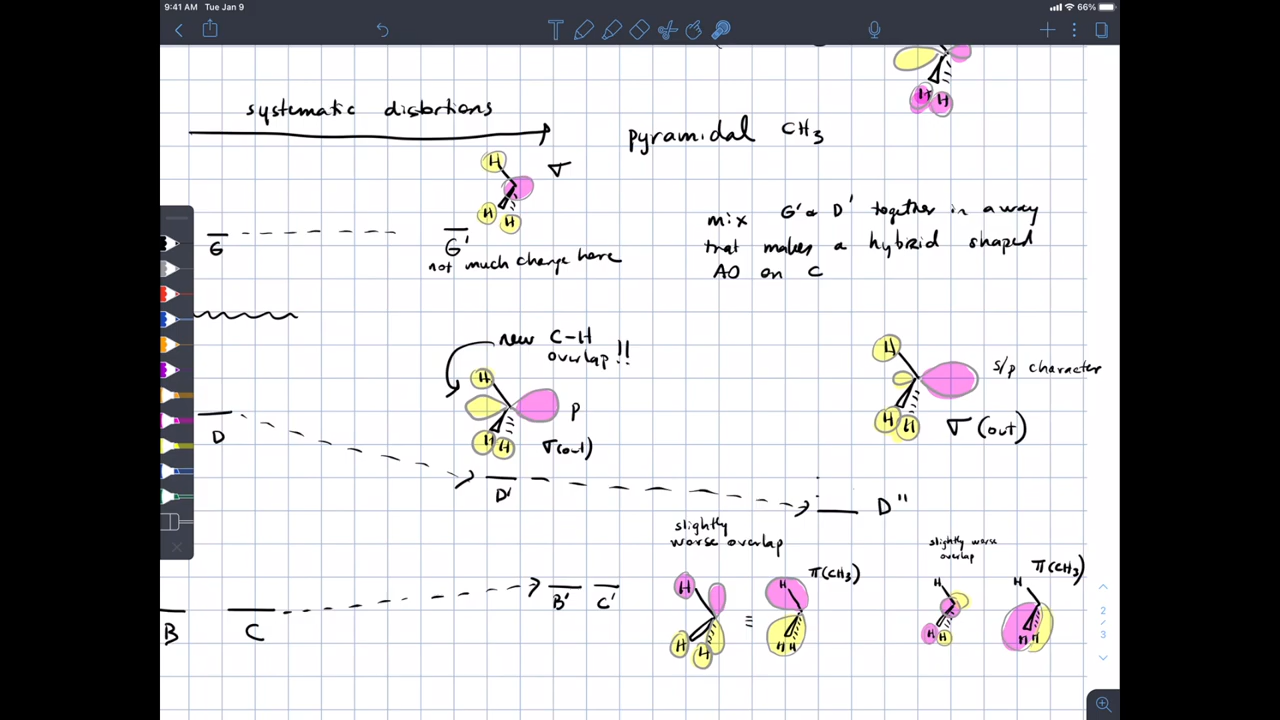 9:41 AM Tue Jan 9
66%
systematic distortions
H
H H
σ
G
G'
not much change here
pyramidal CH3
H H
mix G' & D' together in a way
that makes a hybrid shaped
AO on C
new C-H
overlap!!
H
H H
p
σ(out)
D
D'
H
H H
s/p character
σ(out)
D"
slightly
worse overlap
B
C
B' C'
H
H H
≡
H
H H
π(CH3)
slightly worse
overlap
H
H H
H
H H
π(CH3)
2
/
3